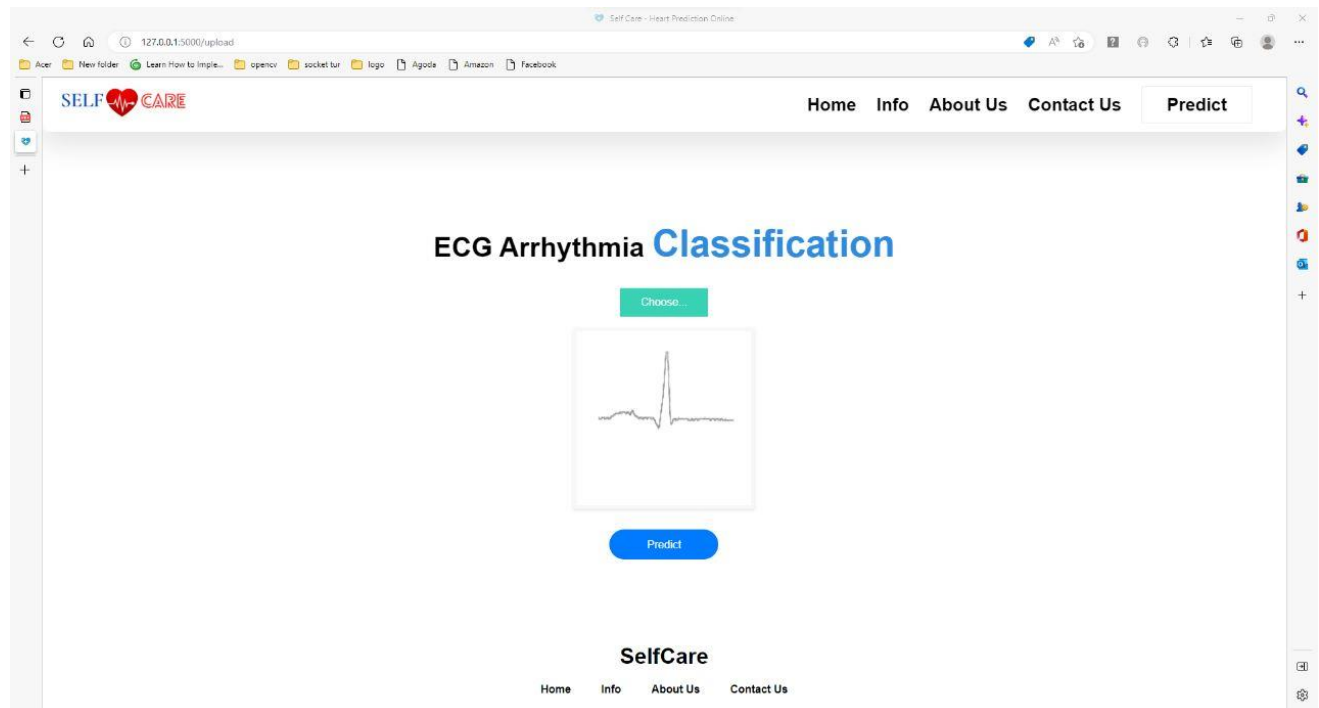 Self Care - Heart Prediction Online
127.0.0.1:5000/upload
Acer New folder Learn How to Imple... opencv socket tur logo Agoda Amazon Facebook
SELF CARE
Home Info About Us Contact Us Predict
ECG Arrhythmia Classification
Choose...
Predict
SelfCare
Home Info About Us Contact Us